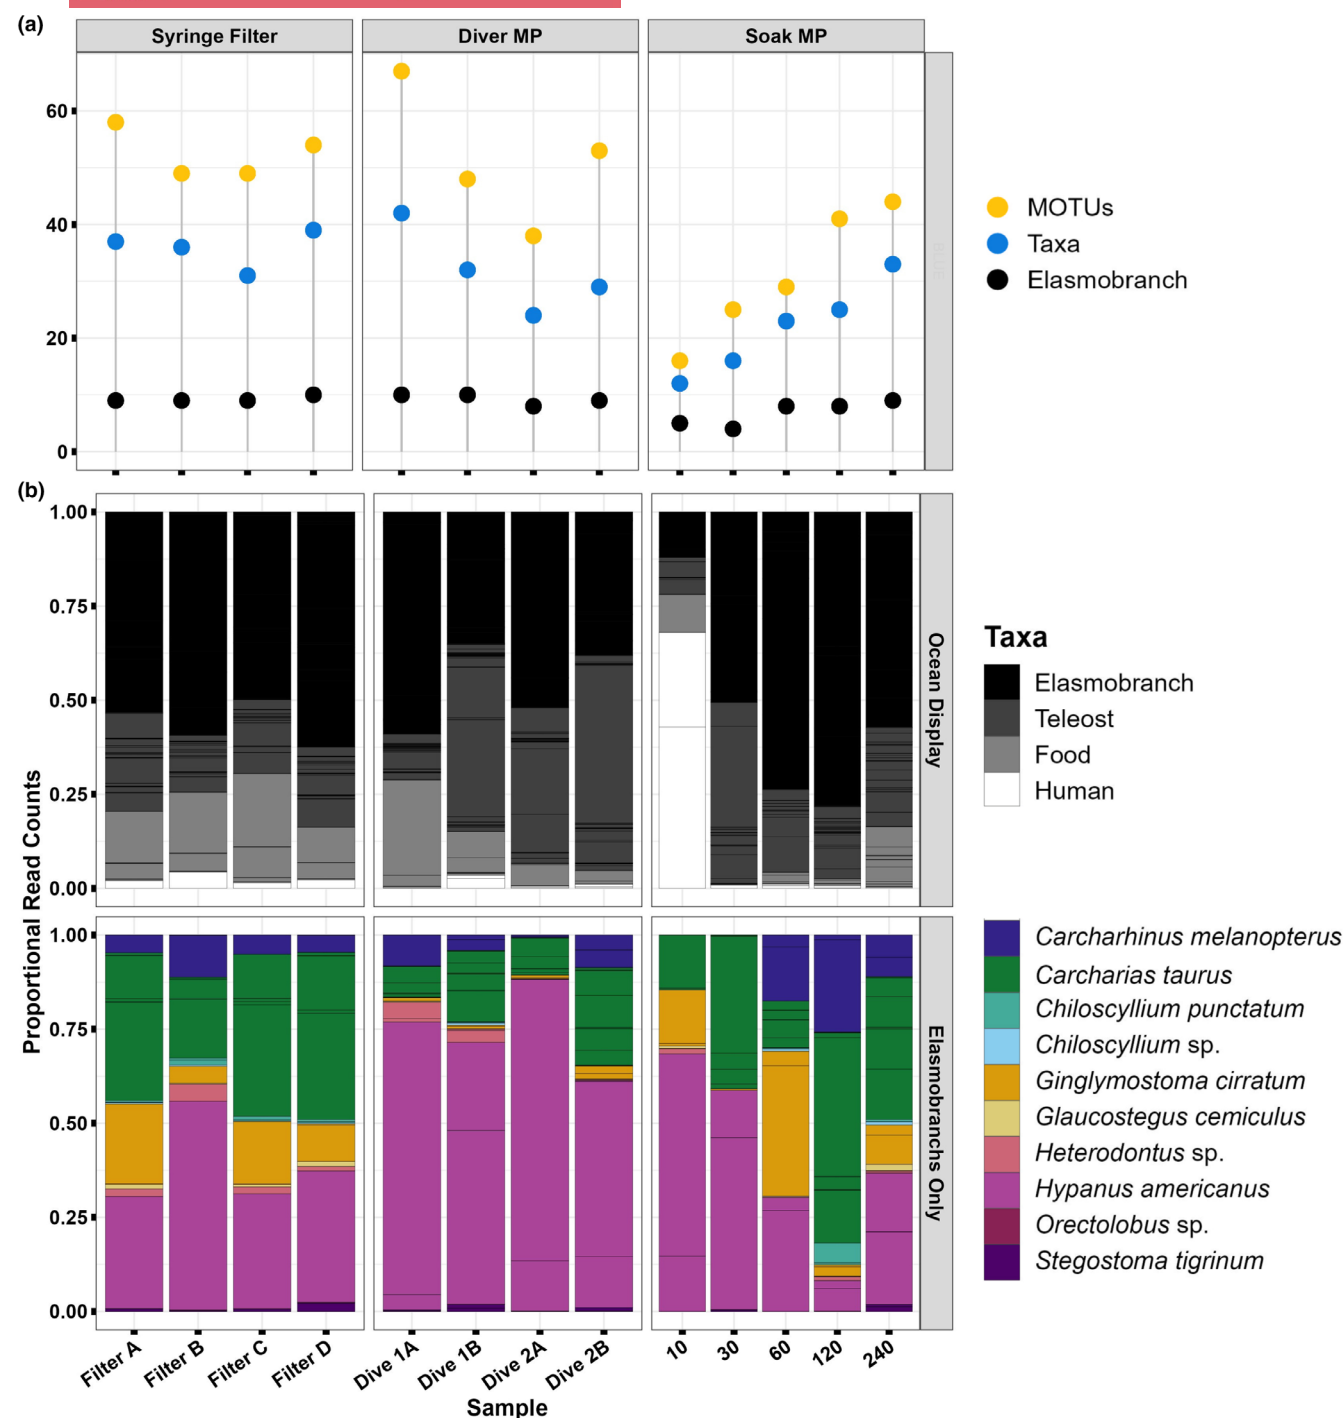 (a)
Syringe Filter
Diver MP
Soak MP
60
40
20
0
MOTUs
Taxa
Elasmobranch
(b)
1.00
0.75
0.50
0.25
0.00
Ocean Display
Taxa
Elasmobranch
Teleost
Food
Human
Proportional Read Counts
1.00
0.75
0.50
0.25
0.00
Elasmobranchs Only
Carcharhinus melanopterus
Carcharias taurus
Chiloscyllium punctatum
Chiloscyllium sp.
Ginglymostoma cirratum
Glaucostegus cemiculus
Heterodontus sp.
Hypanus americanus
Orectolobus sp.
Stegostoma tigrinum
Filter A
Filter B
Filter C
Filter D
Dive 1A
Dive 1B
Dive 2A
Dive 2B
10
30
60
120
240
Sample